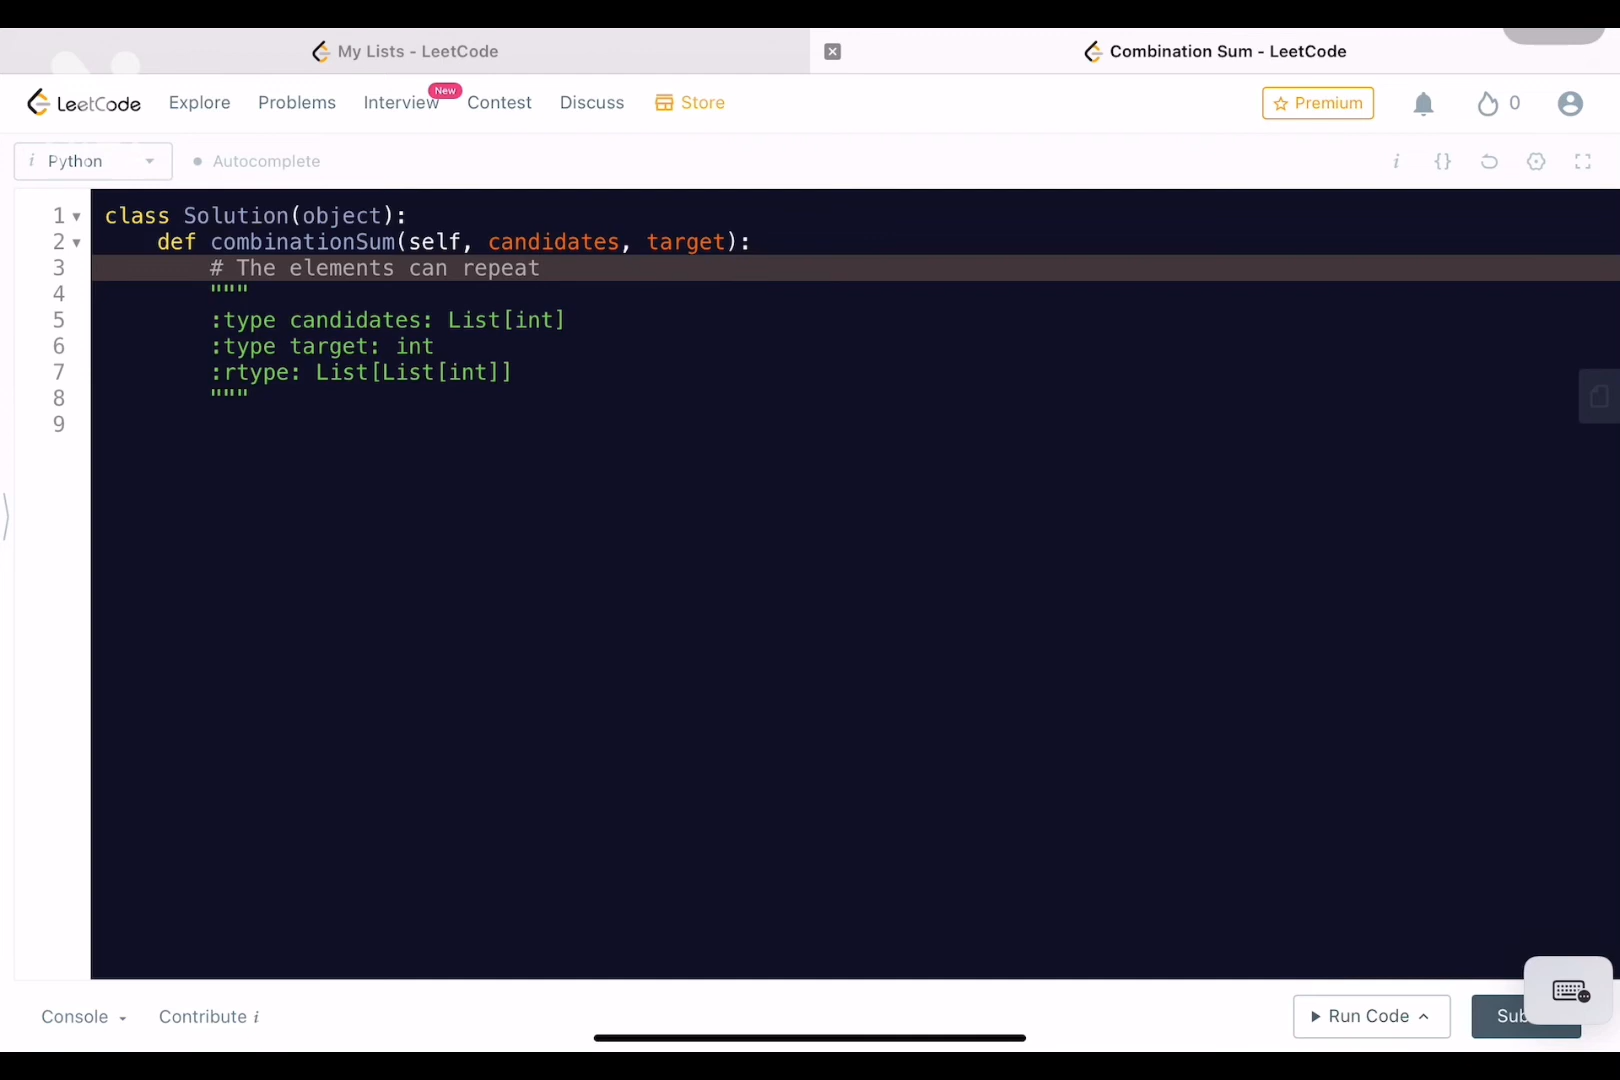 My Lists - LeetCode
Combination Sum - LeetCode
LeetCode Explore Problems Interview New Contest Discuss Store
Premium 0
i Python Autocomplete
i {}
1 class Solution(object):
2 def combinationSum(self, candidates, target):
3 # The elements can repeat
4 """
5 :type candidates: List[int]
6 :type target: int
7 :rtype: List[List[int]]
8 """
9
Console Contribute i
Run Code